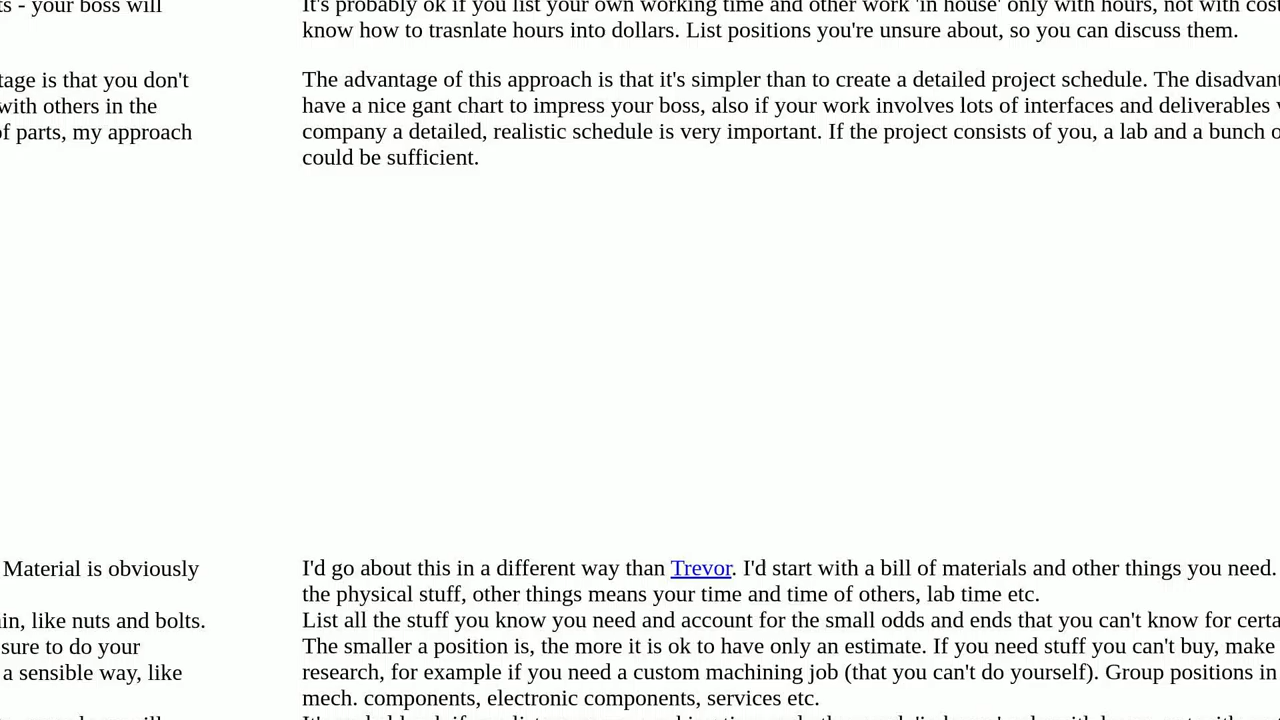 ts - your boss will
tage is that you don't
with others in the
of parts, my approach
It's probably ok if you list your own working time and other work 'in house' only with hours, not with cost
know how to trasnlate hours into dollars. List positions you're unsure about, so you can discuss them.
The advantage of this approach is that it's simpler than to create a detailed project schedule. The disadvant
have a nice gant chart to impress your boss, also if your work involves lots of interfaces and deliverables
company a detailed, realistic schedule is very important. If the project consists of you, a lab and a bunch o
could be sufficient.
Material is obviously
in, like nuts and bolts.
sure to do your
a sensible way, like
I'd go about this in a different way than Trevor. I'd start with a bill of materials and other things you need.
the physical stuff, other things means your time and time of others, lab time etc.
List all the stuff you know you need and account for the small odds and ends that you can't know for certa
The smaller a position is, the more it is ok to have only an estimate. If you need stuff you can't buy, make
research, for example if you need a custom machining job (that you can't do yourself). Group positions in
mech. components, electronic components, services etc.